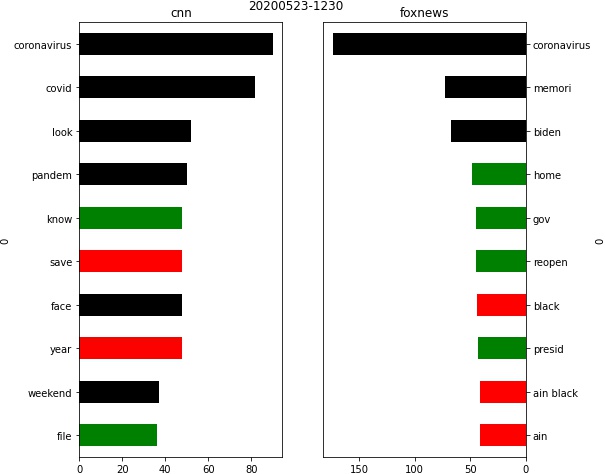 20200523-1230
cnn
foxnews
coronavirus
covid
look
pandem
know
save
face
year
weekend
file
0
0 20 40 60 80
coronavirus
memori
biden
home
gov
reopen
black
presid
ain black
ain
0
150 100 50 0